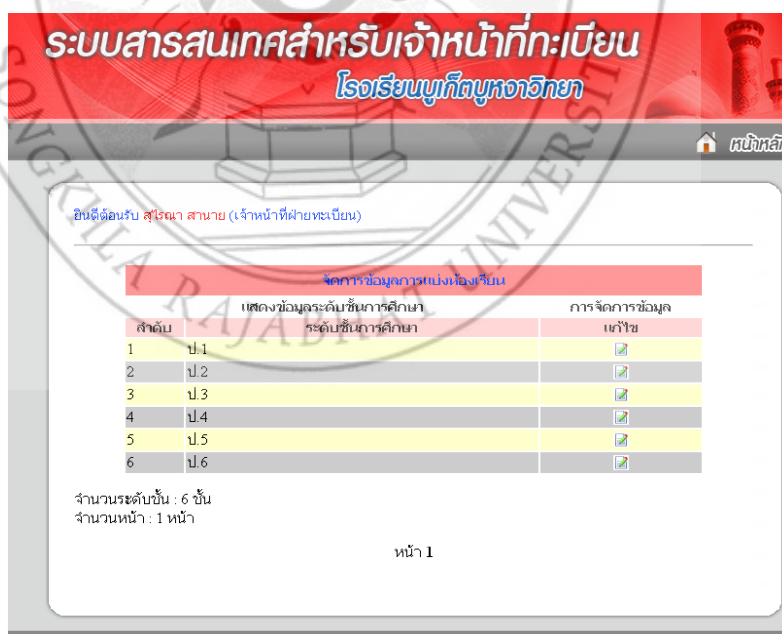 ระบบสารสนเทศสำหรับเจ้าหน้าที่ทะเบียน
โรงเรียนบูเก็ตบูหงาวิทยา
หน้าหลัก
ยินดีต้อนรับ สุไรณา สานาย (เจ้าหน้าที่ฝ่ายทะเบียน)
จัดการข้อมูลการแบ่งห้องเรียน
แสดงข้อมูลระดับชั้นการศึกษา การจัดการข้อมูล
ลำดับ ระดับชั้นการศึกษา แก้ไข
1 ป.1
2 ป.2
3 ป.3
4 ป.4
5 ป.5
6 ป.6
จำนวนระดับชั้น : 6 ชั้น
จำนวนหน้า : 1 หน้า
หน้า 1
SONGKHLA RAJABHAT UNIVERSI